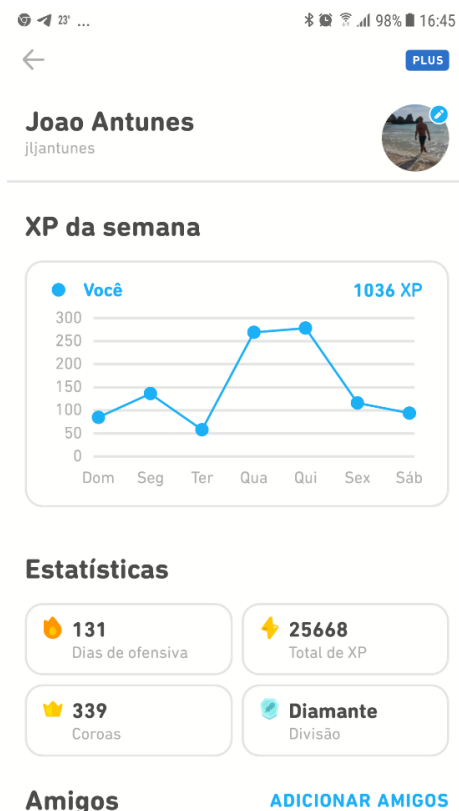 23° ... 98% 16:45
PLUS
Joao Antunes
jljantunes
XP da semana
Você 1036 XP
300
250
200
150
100
50
0
Dom Seg Ter Qua Qui Sex Sáb
Estatísticas
131
Dias de ofensiva
25668
Total de XP
339
Coroas
Diamante
Divisão
Amigos ADICIONAR AMIGOS